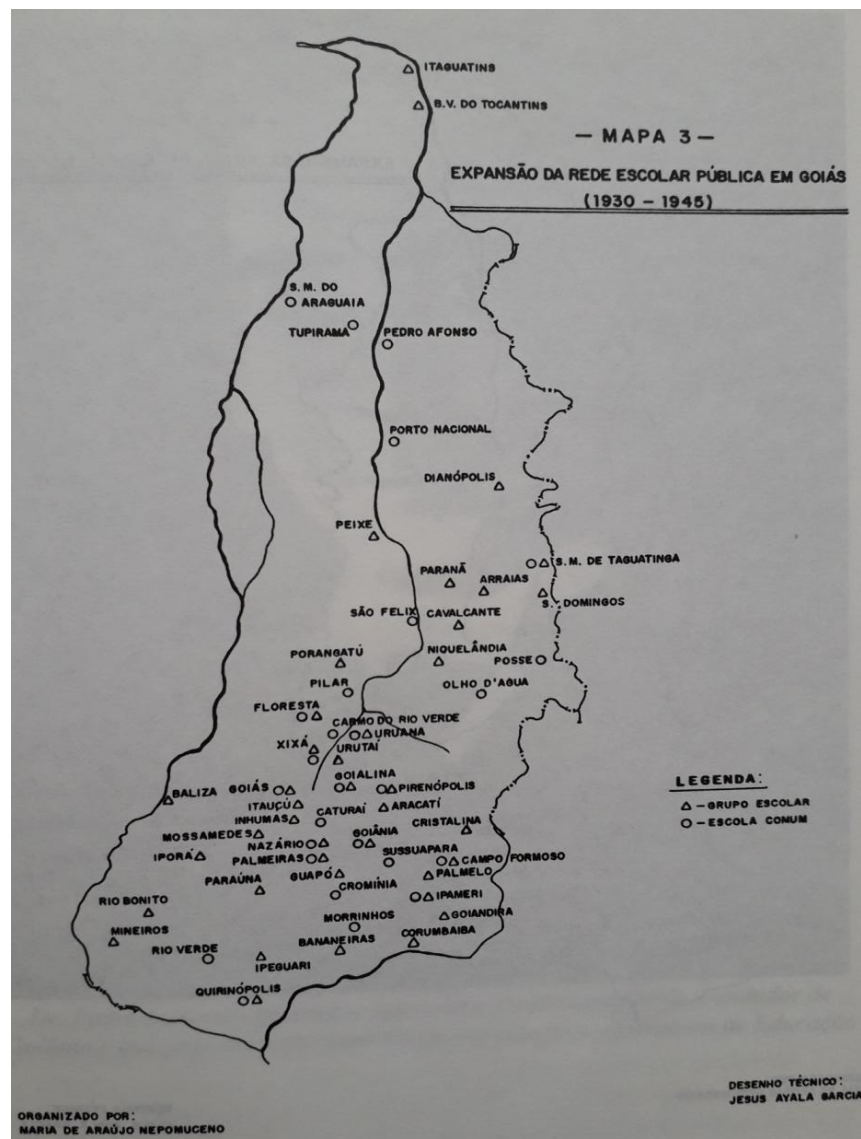 ITAGUATINS
B.V. DO TOCANTINS
— MAPA 3 —
EXPANSÃO DA REDE ESCOLAR PÚBLICA EM GOIÁS
(1930 – 1945)
S. M. DO
ARAGUAIA
TUPIRAMA
PEDRO AFONSO
PORTO NACIONAL
DIANÓPOLIS
PEIXE
S.M. DE TAGUATINGA
PARANÃ
ARRAIAS
S. DOMINGOS
SÃO FELIX
CAVALCANTE
PORANGATÚ
NIQUELÂNDIA
POSSE
PILAR
OLHO D'AGUA
FLORESTA
CARMO DO RIO VERDE
URUANA
XIXÁ
URUTAÍ
GOIALINA
BALIZA
GOIÁS
PIRENÓPOLIS
LEGENDA:
ITAUÇÚ
ARACATÍ
△ – GRUPO ESCOLAR
INHUMAS
CATURAÍ
○ – ESCOLA COMUM
MOSSAMEDES
GOIÂNIA
CRISTALINA
NAZÁRIO
IPORÁ
PALMEIRAS
SUSSUAPARA
CAMPO FORMOSO
PARAÚNA
GUAPÓ
PALMELO
CROMÍNIA
IPAMERI
RIO BONITO
GOIANDIRA
MORRINHOS
MINEIROS
RIO VERDE
BANANEIRAS
CORUMBAIBA
IPEGUARI
QUIRINÓPOLIS
DESENHO TÉCNICO:
JESUS AYALA GARCIA
ORGANIZADO POR:
MARIA DE ARAÚJO NEPOMUCENO